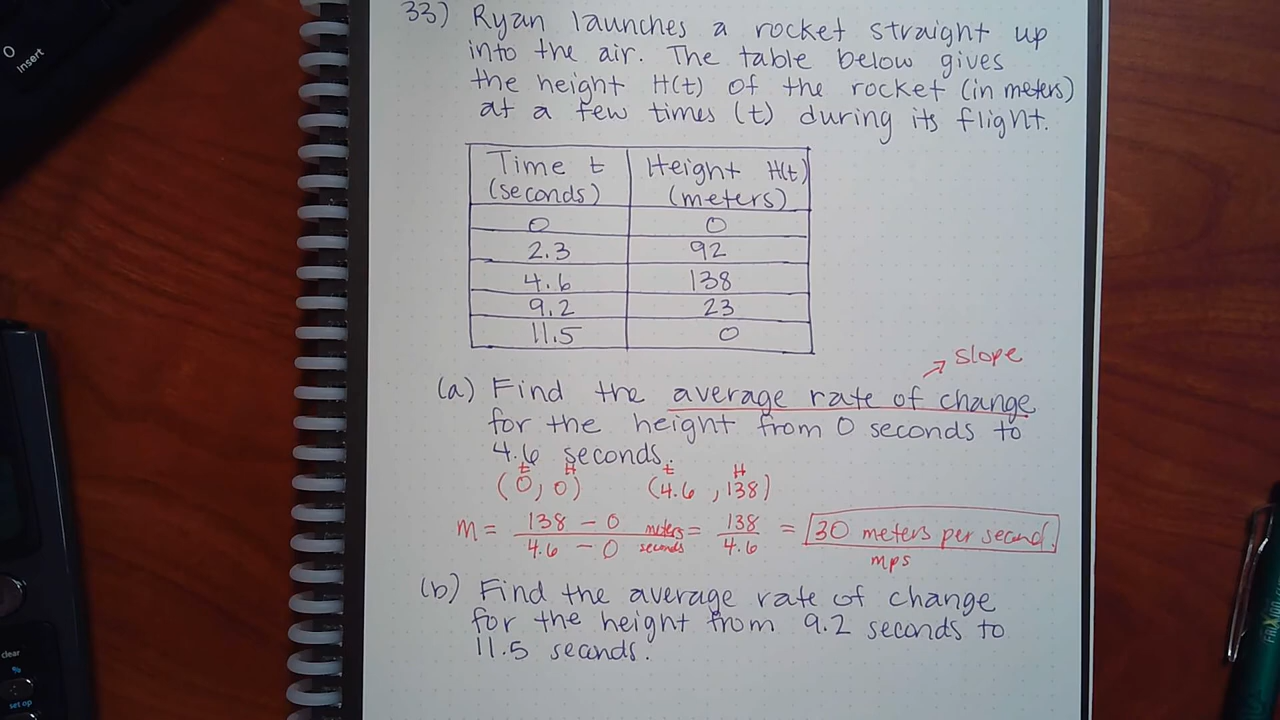 0
Insert
33) Ryan launches a rocket straight up
into the air. The table below gives
the height H(t) of the rocket (in meters)
at a few times (t) during its flight.
Time t Height H(t)
(seconds) (meters)
0 0
2.3 92
4.6 138
9.2 23
11.5 0
→ slope
(a) Find the average rate of change
for the height from 0 seconds to
4.6 seconds.
t H t H
(0, 0) (4.6, 138)
m = 138 - 0 / 4.6 - 0 meters / seconds = 138 / 4.6 = 30 meters per second.
mps
(b) Find the average rate of change
for the height from 9.2 seconds to
11.5 seconds.
clear
%
set op